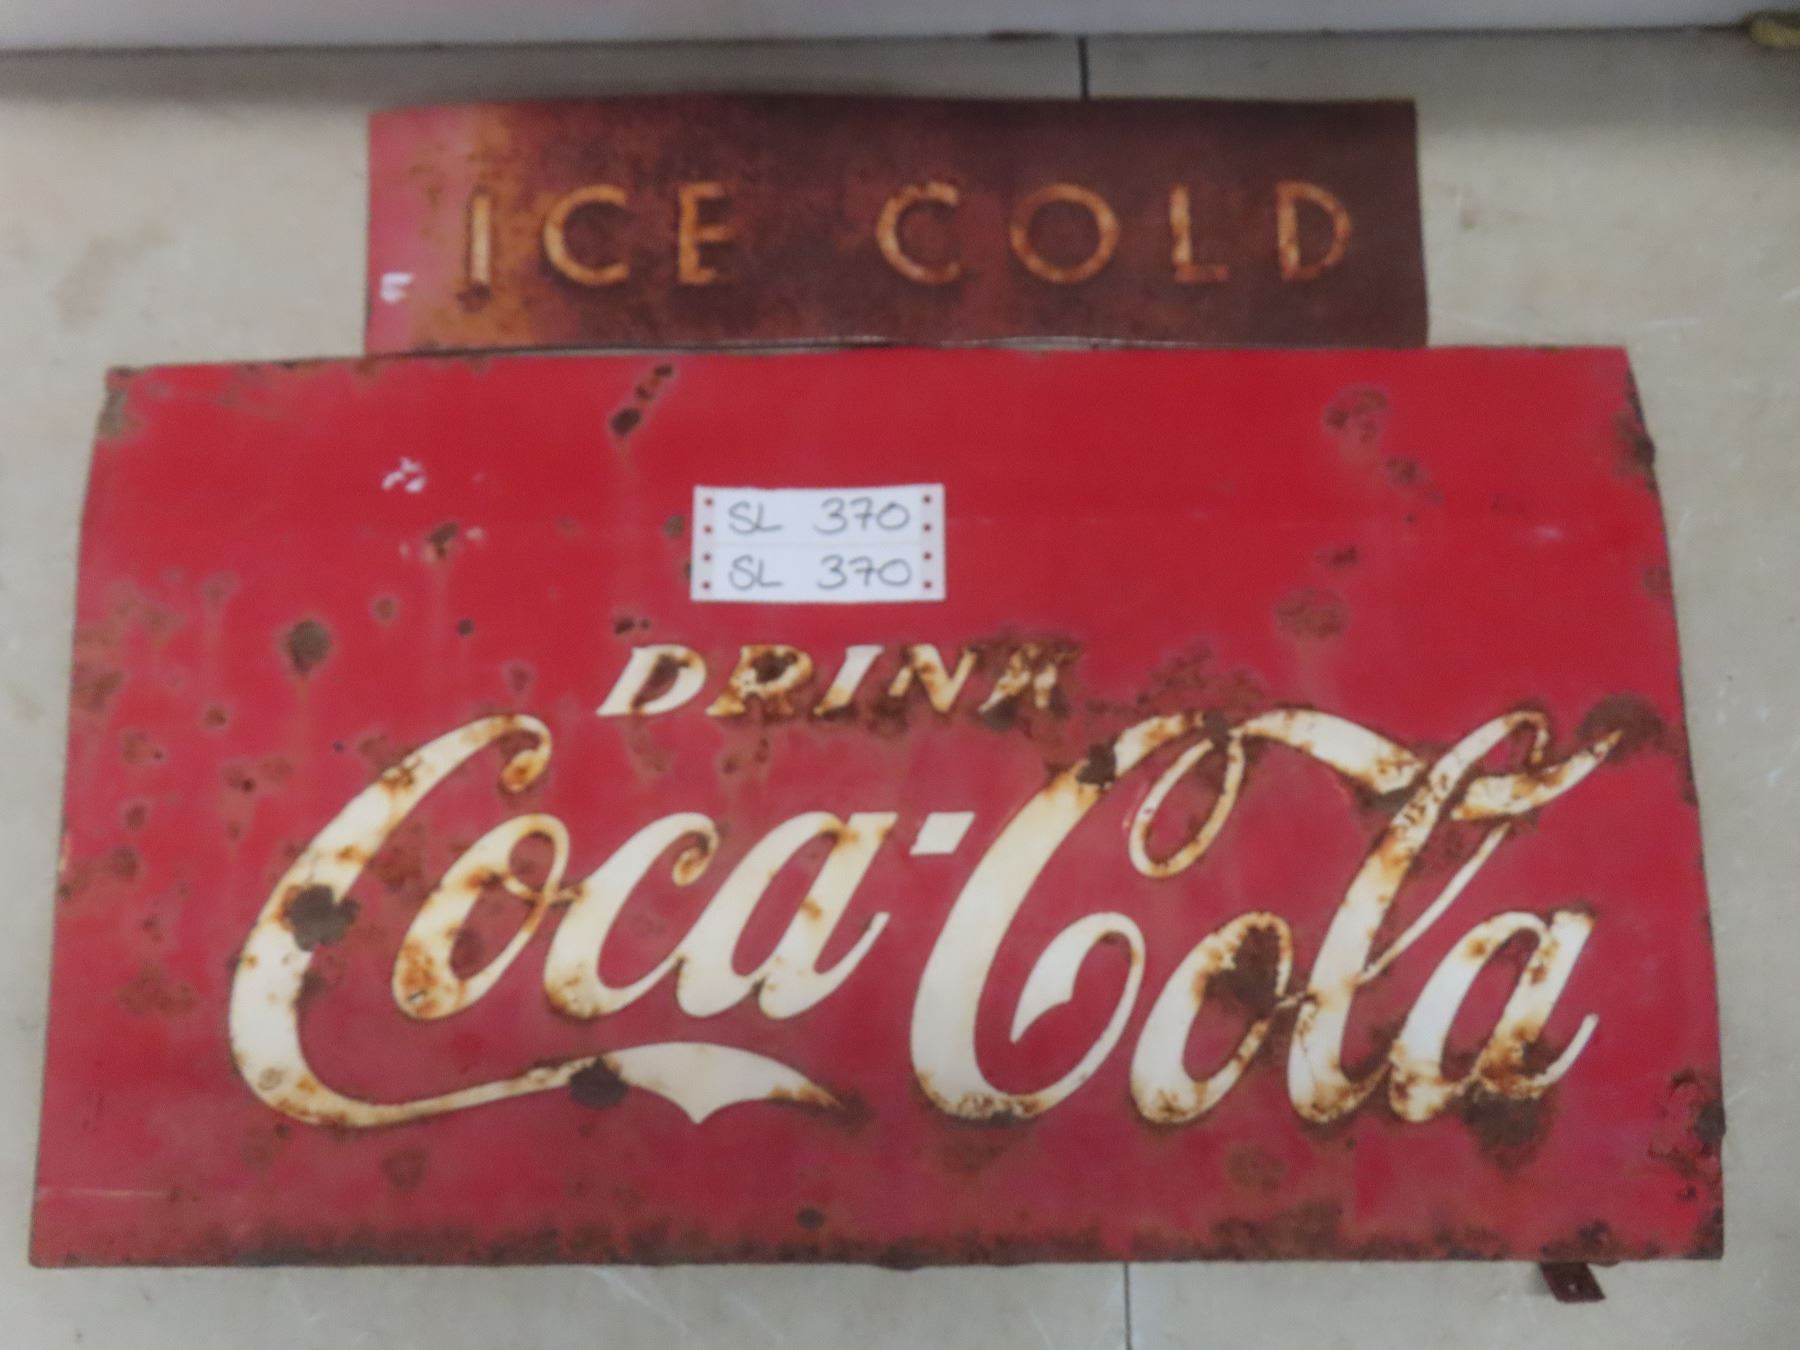 ICE COLD
SL 370
SL 370
DRINK
Coca-Cola